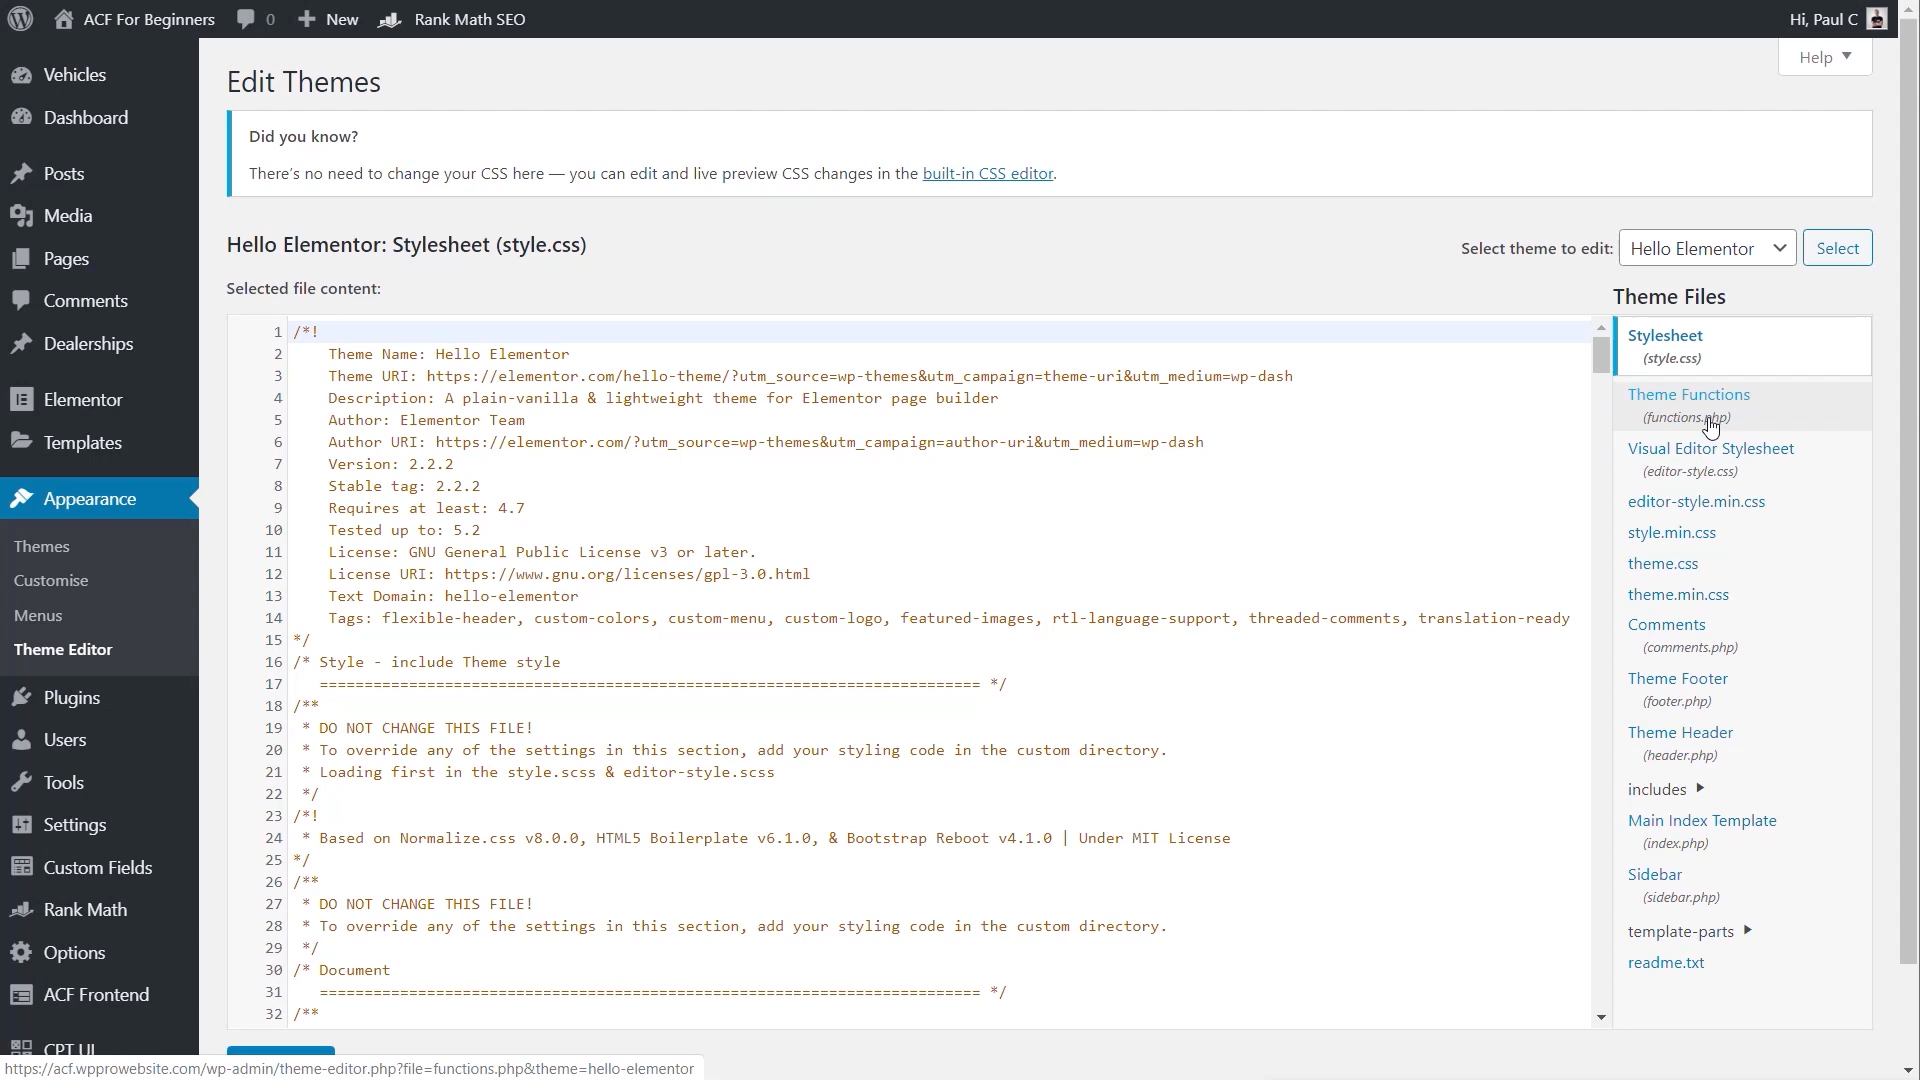 ACF For Beginners 0 New Rank Math SEO Hi, Paul C
Help
Vehicles
Dashboard
Posts
Media
Pages
Comments
Dealerships
Elementor
Templates
Appearance
Themes
Customise
Menus
Theme Editor
Plugins
Users
Tools
Settings
Custom Fields
Rank Math
Options
ACF Frontend
CPT UI
Edit Themes
Did you know?
There's no need to change your CSS here — you can edit and live preview CSS changes in the built-in CSS editor.
Hello Elementor: Stylesheet (style.css)
Select theme to edit: Hello Elementor Select
Selected file content:
1 /*!
2 Theme Name: Hello Elementor
3 Theme URI: https://elementor.com/hello-theme/?utm_source=wp-themes&utm_campaign=theme-uri&utm_medium=wp-dash
4 Description: A plain-vanilla & lightweight theme for Elementor page builder
5 Author: Elementor Team
6 Author URI: https://elementor.com/?utm_source=wp-themes&utm_campaign=author-uri&utm_medium=wp-dash
7 Version: 2.2.2
8 Stable tag: 2.2.2
9 Requires at least: 4.7
10 Tested up to: 5.2
11 License: GNU General Public License v3 or later.
12 License URI: https://www.gnu.org/licenses/gpl-3.0.html
13 Text Domain: hello-elementor
14 Tags: flexible-header, custom-colors, custom-menu, custom-logo, featured-images, rtl-language-support, threaded-comments, translation-ready
15 */
16 /* Style - include Theme style
17 ========================================================================== */
18 /**
19 * DO NOT CHANGE THIS FILE!
20 * To override any of the settings in this section, add your styling code in the custom directory.
21 * Loading first in the style.scss & editor-style.scss
22 */
23 /*!
24 * Based on Normalize.css v8.0.0, HTML5 Boilerplate v6.1.0, & Bootstrap Reboot v4.1.0 | Under MIT License
25 */
26 /**
27 * DO NOT CHANGE THIS FILE!
28 * To override any of the settings in this section, add your styling code in the custom directory.
29 */
30 /* Document
31 ========================================================================== */
32 /**
Theme Files
Stylesheet
(style.css)
Theme Functions
(functions.php)
Visual Editor Stylesheet
(editor-style.css)
editor-style.min.css
style.min.css
theme.css
theme.min.css
Comments
(comments.php)
Theme Footer
(footer.php)
Theme Header
(header.php)
includes
Main Index Template
(index.php)
Sidebar
(sidebar.php)
template-parts
readme.txt
https://acf.wpprowebsite.com/wp-admin/theme-editor.php?file=functions.php&theme=hello-elementor